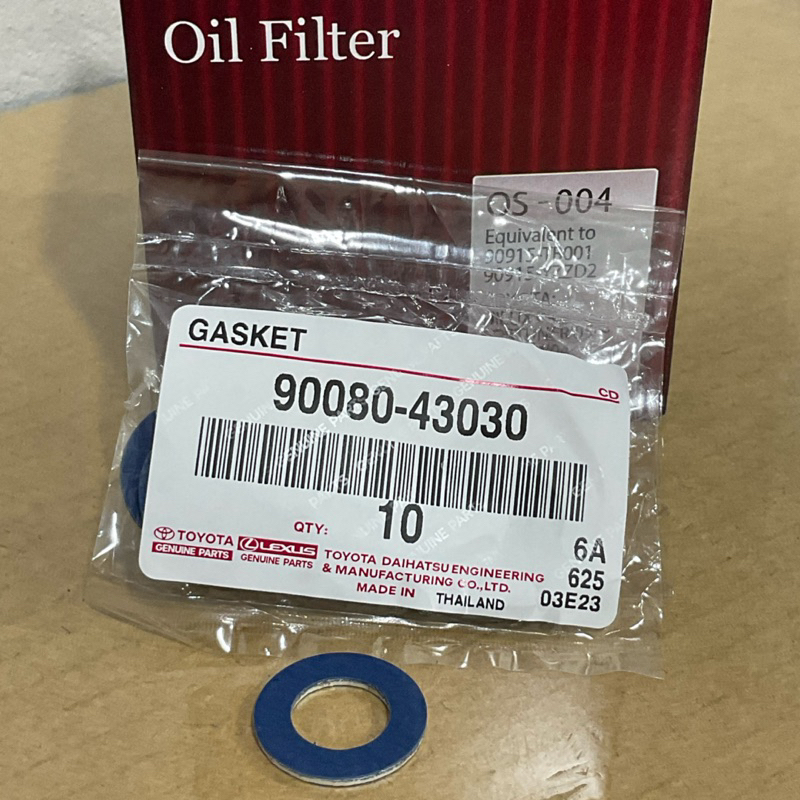 Oil Filter
QS-004
Equivalent to
GASKET
CD
90080-43030
QTY: 10
6A
TOYOTA
GENUINE PARTS
LEXUS
GENUINE PARTS
TOYOTA DAIHATSU ENGINEERING
& MANUFACTURING CO.,LTD.
MADE IN THAILAND
625
03E23